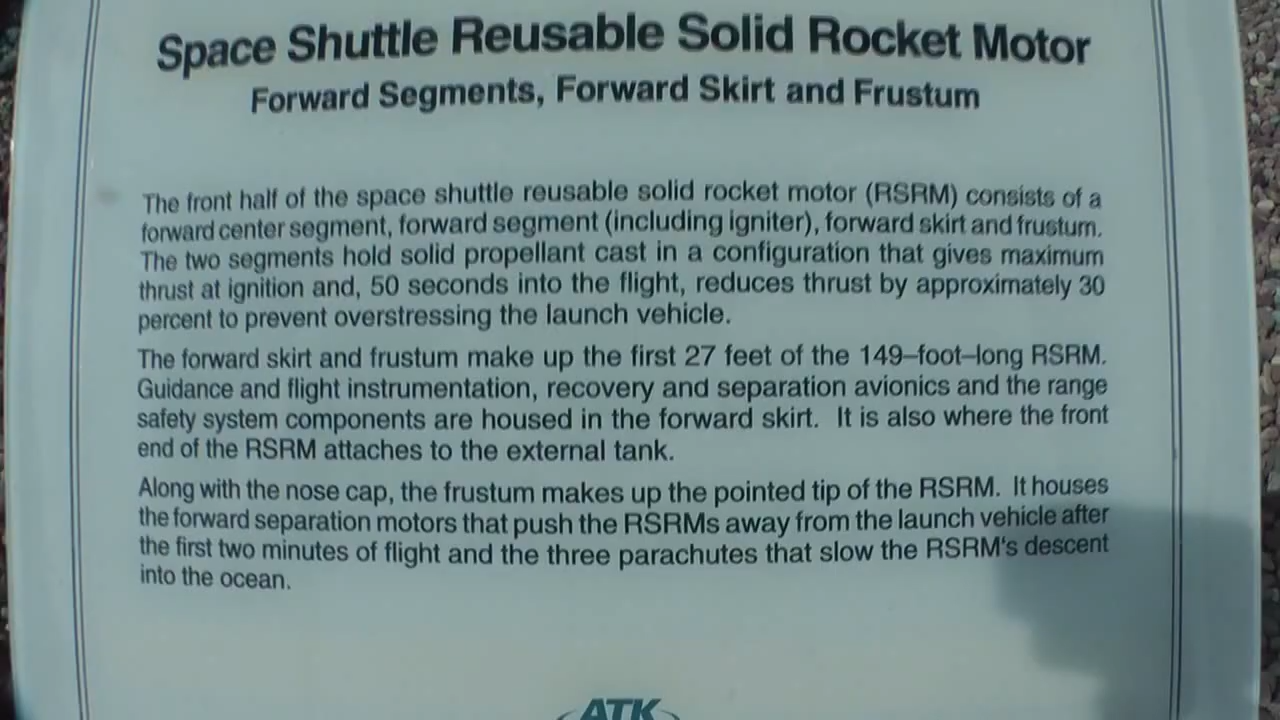 Space Shuttle Reusable Solid Rocket Motor
Forward Segments, Forward Skirt and Frustum
The front half of the space shuttle reusable solid rocket motor (RSRM) consists of a
forward center segment, forward segment (including igniter), forward skirt and frustum.
The two segments hold solid propellant cast in a configuration that gives maximum
thrust at ignition and, 50 seconds into the flight, reduces thrust by approximately 30
percent to prevent overstressing the launch vehicle.
The forward skirt and frustum make up the first 27 feet of the 149–foot–long RSRM.
Guidance and flight instrumentation, recovery and separation avionics and the range
safety system components are housed in the forward skirt. It is also where the front
end of the RSRM attaches to the external tank.
Along with the nose cap, the frustum makes up the pointed tip of the RSRM. It houses
the forward separation motors that push the RSRMs away from the launch vehicle after
the first two minutes of flight and the three parachutes that slow the RSRM's descent
into the ocean.
ATK